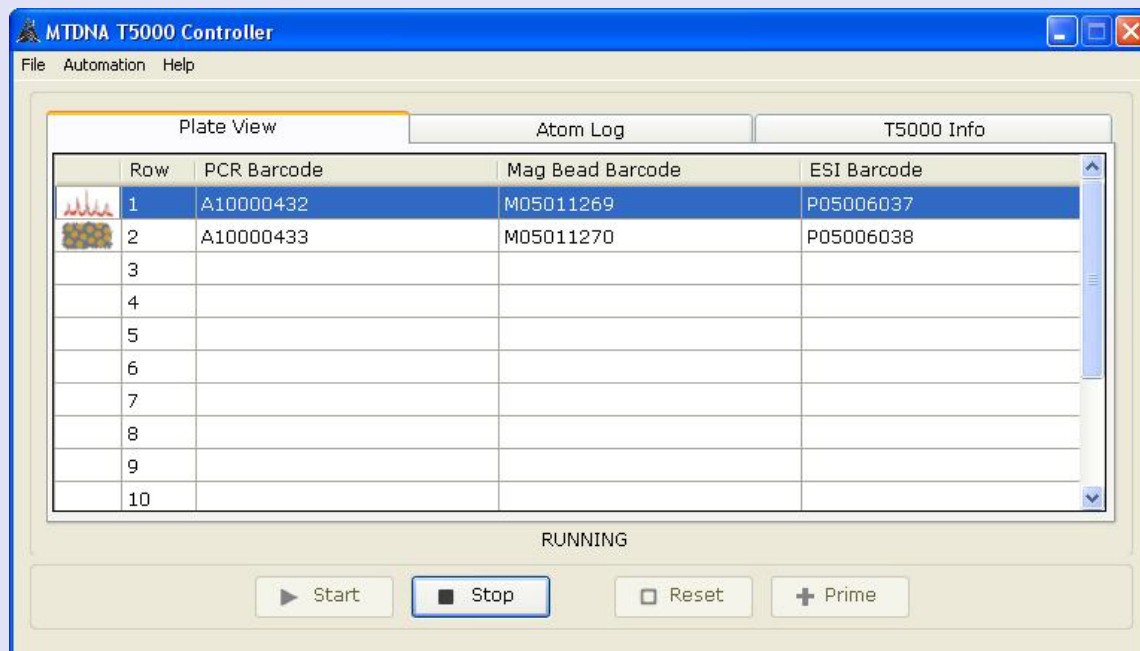 MTDNA T5000 Controller
File Automation Help
Plate View Atom Log T5000 Info
Row PCR Barcode Mag Bead Barcode ESI Barcode
1 A10000432 M05011269 P05006037
2 A10000433 M05011270 P05006038
3
4
5
6
7
8
9
10
RUNNING
Start Stop Reset Prime